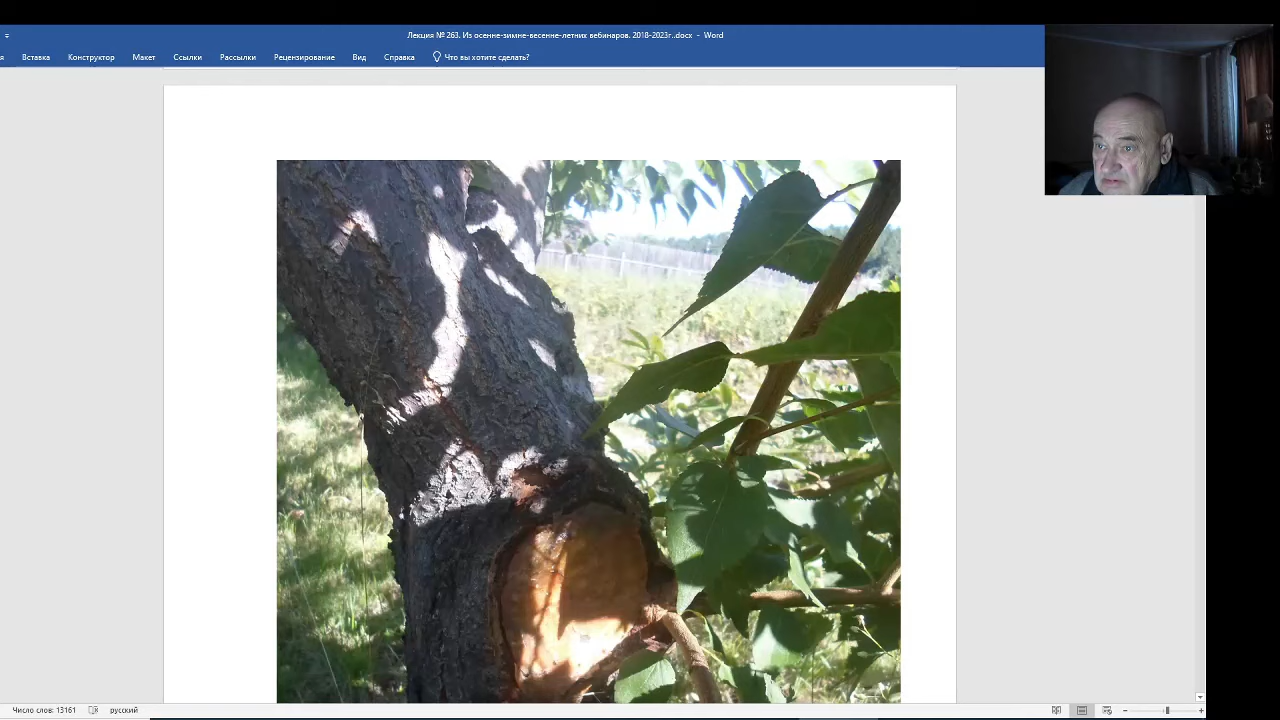 Лекция № 263. Из осенне-зимне-весенне-летних вебинаров. 2018-2023г..docx - Word
я Вставка Конструктор Макет Ссылки Рассылки Рецензирование Вид Справка Что вы хотите сделать?
Число слов: 13161 русский